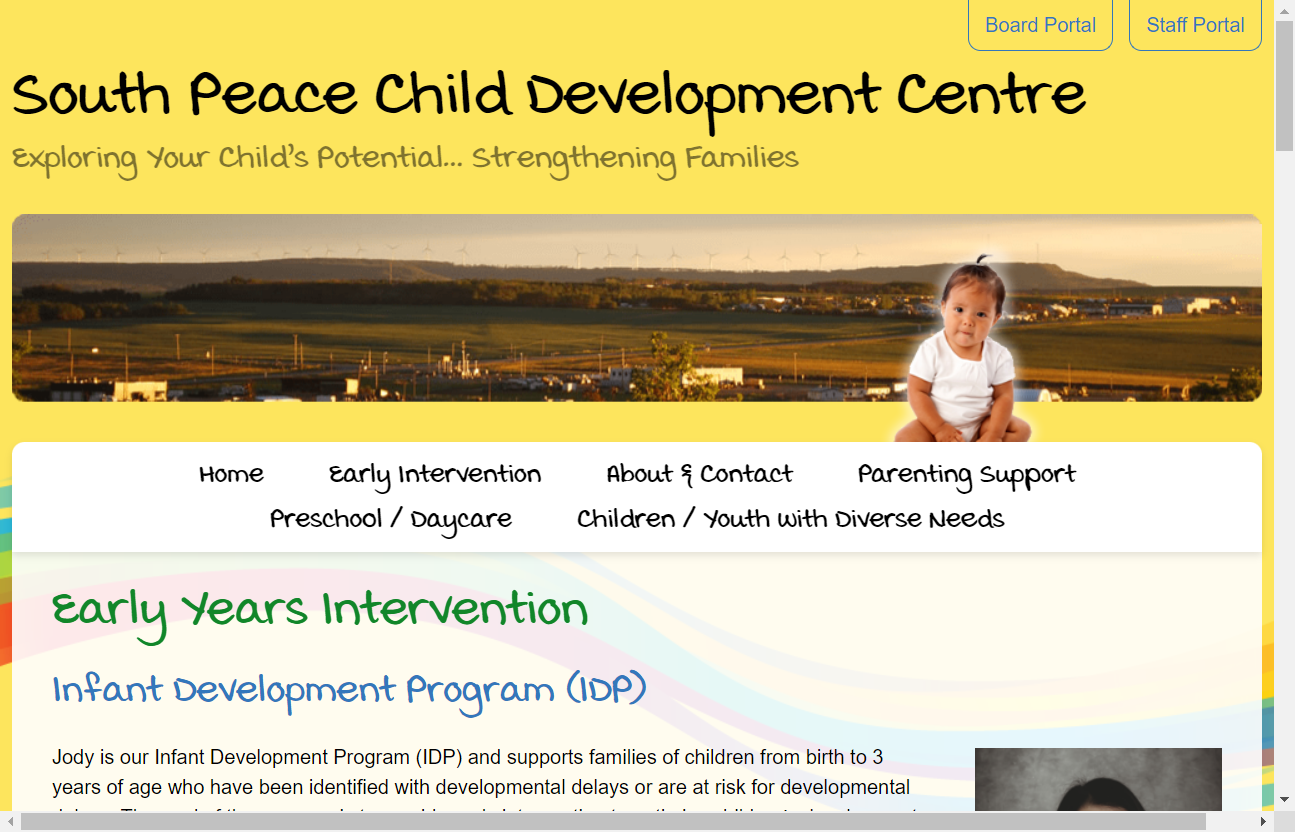 Board Portal
Staff Portal
South Peace Child Development Centre
Exploring Your Child's Potential... Strengthening Families
Home
Early Intervention
About & Contact
Parenting Support
Preschool / Daycare
Children / Youth with Diverse Needs
Early Years Intervention
Infant Development Program (IDP)
Jody is our Infant Development Program (IDP) and supports families of children from birth to 3
years of age who have been identified with developmental delays or are at risk for developmental